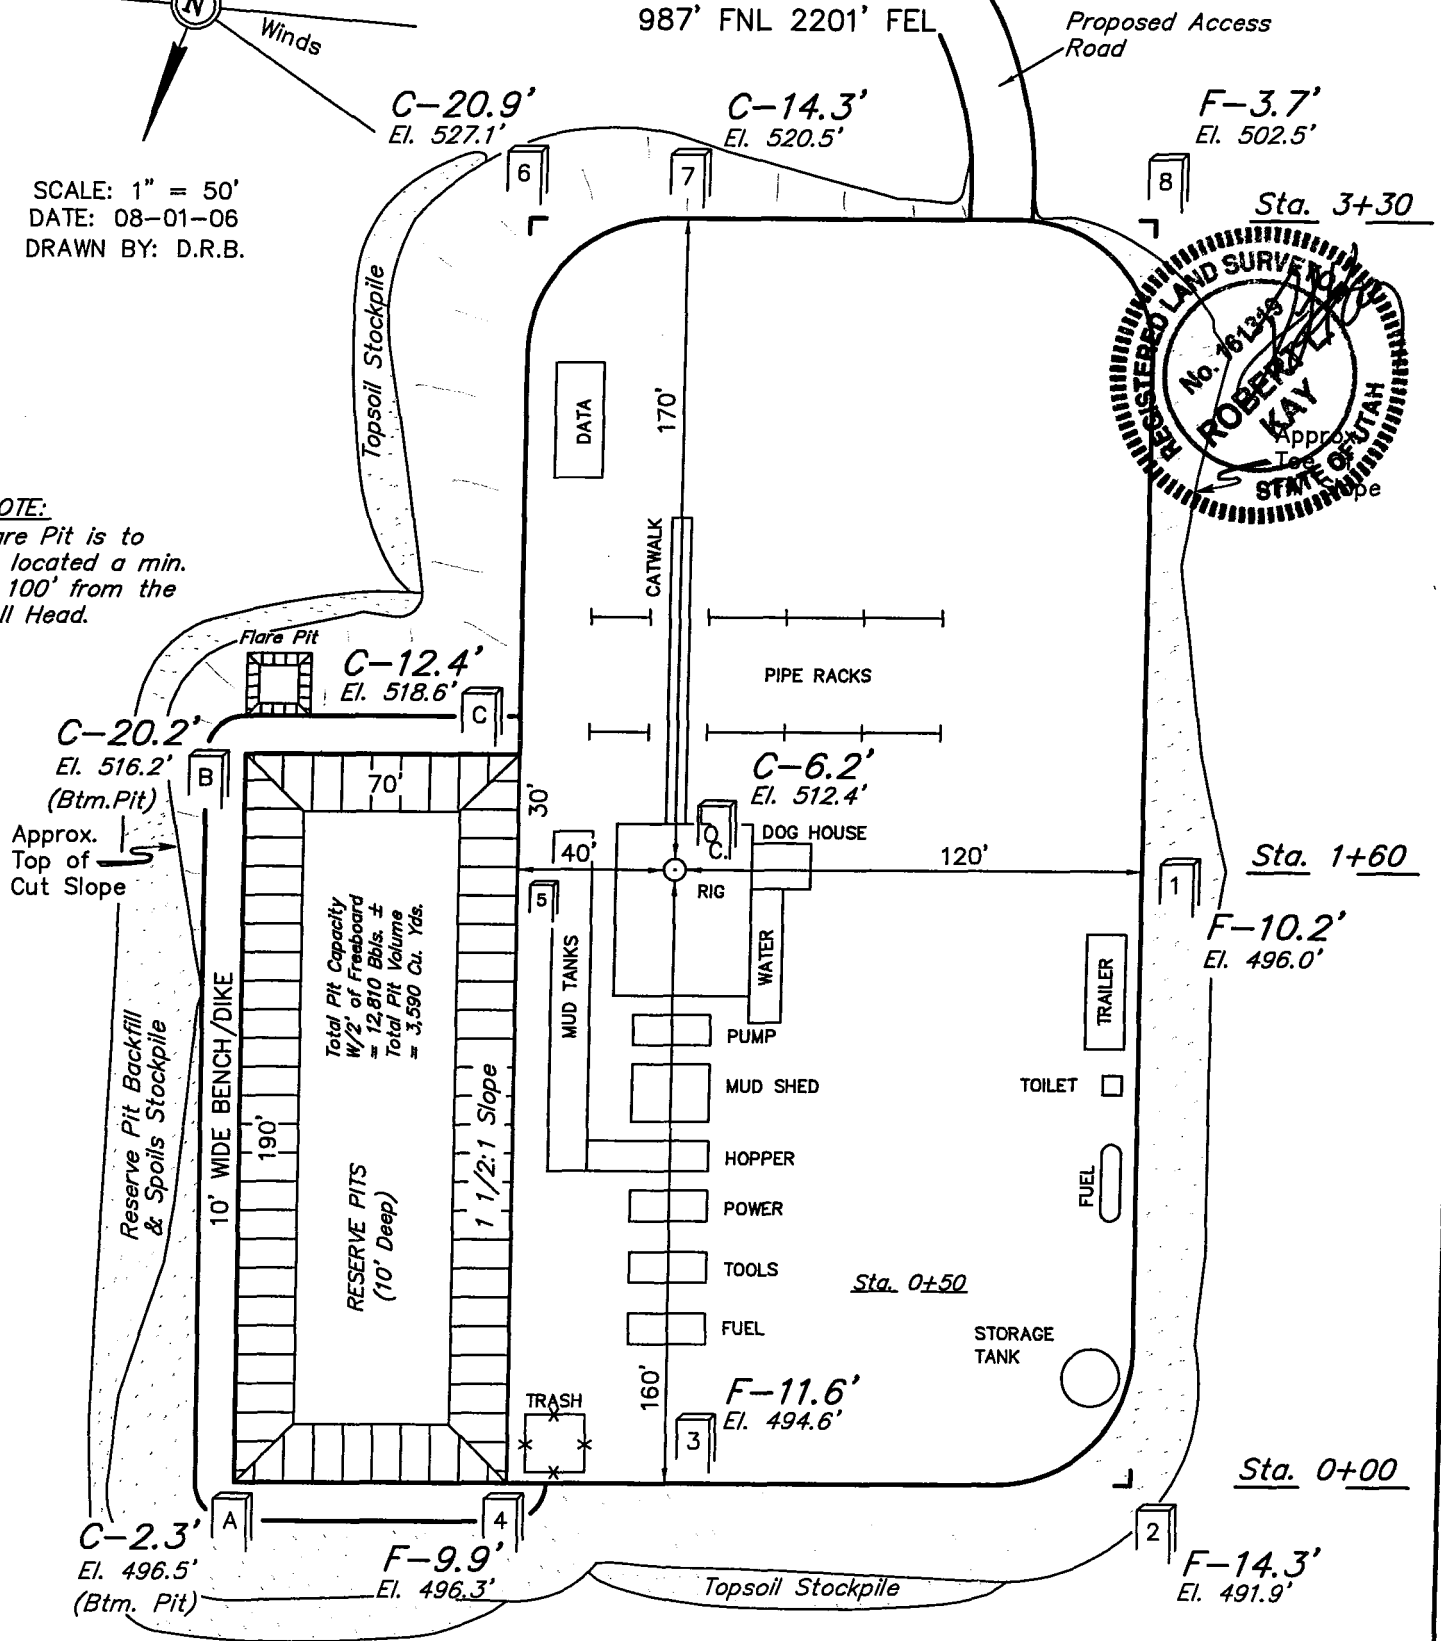 987' FNL 2201' FEL
N
Winds
Proposed Access
Road
C-20.9'
El. 527.1'
C-14.3'
El. 520.5'
F-3.7'
El. 502.5'
6
7
8
SCALE: 1" = 50'
DATE: 08-01-06
DRAWN BY: D.R.B.
Sta. 3+30
REGISTERED LAND SURVEYOR
No. 161319
ROBERT L.
KAY
STATE OF UTAH
Approx.
Toe of
Slope
Topsoil Stockpile
170'
DATA
OTE:
re Pit is to
located a min.
100' from the
ll Head.
CATWALK
Flare Pit
C-12.4'
El. 518.6'
C
PIPE RACKS
C-20.2'
El. 516.2'
(Btm.Pit)
B
70'
30'
C-6.2'
El. 512.4'
O.
C.
DOG HOUSE
Approx.
Top of
Cut Slope
40'
RIG
120'
Sta. 1+60
1
F-10.2'
El. 496.0'
5
Total Pit Capacity
W/2' of Freeboard
= 12,810 Bbls. ±
Total Pit Volume
= 3,590 Cu. Yds.
MUD TANKS
WATER
TRAILER
10' WIDE BENCH/DIKE
Reserve Pit Backfill
& Spoils Stockpile
PUMP
MUD SHED
TOILET
190'
1 1/2:1 Slope
HOPPER
RESERVE PITS
(10' Deep)
POWER
FUEL
TOOLS
Sta. 0+50
FUEL
STORAGE
TANK
160'
TRASH
F-11.6'
El. 494.6'
3
Sta. 0+00
A
4
2
C-2.3'
El. 496.5'
(Btm. Pit)
F-9.9'
El. 496.3'
Topsoil Stockpile
F-14.3'
El. 491.9'